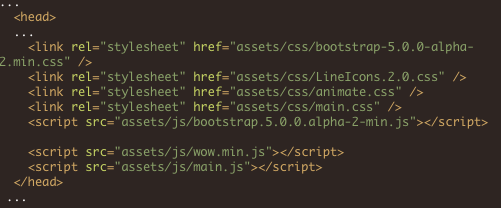 ...
  <head>
  ...
    <link rel="stylesheet" href="assets/css/bootstrap-5.0.0-alpha-
2.min.css" />
    <link rel="stylesheet" href="assets/css/LineIcons.2.0.css" />
    <link rel="stylesheet" href="assets/css/animate.css" />
    <link rel="stylesheet" href="assets/css/main.css" />
    <script src="assets/js/bootstrap.5.0.0.alpha-2-min.js"></script>

    <script src="assets/js/wow.min.js"></script>
    <script src="assets/js/main.js"></script>
  </head>
 ...